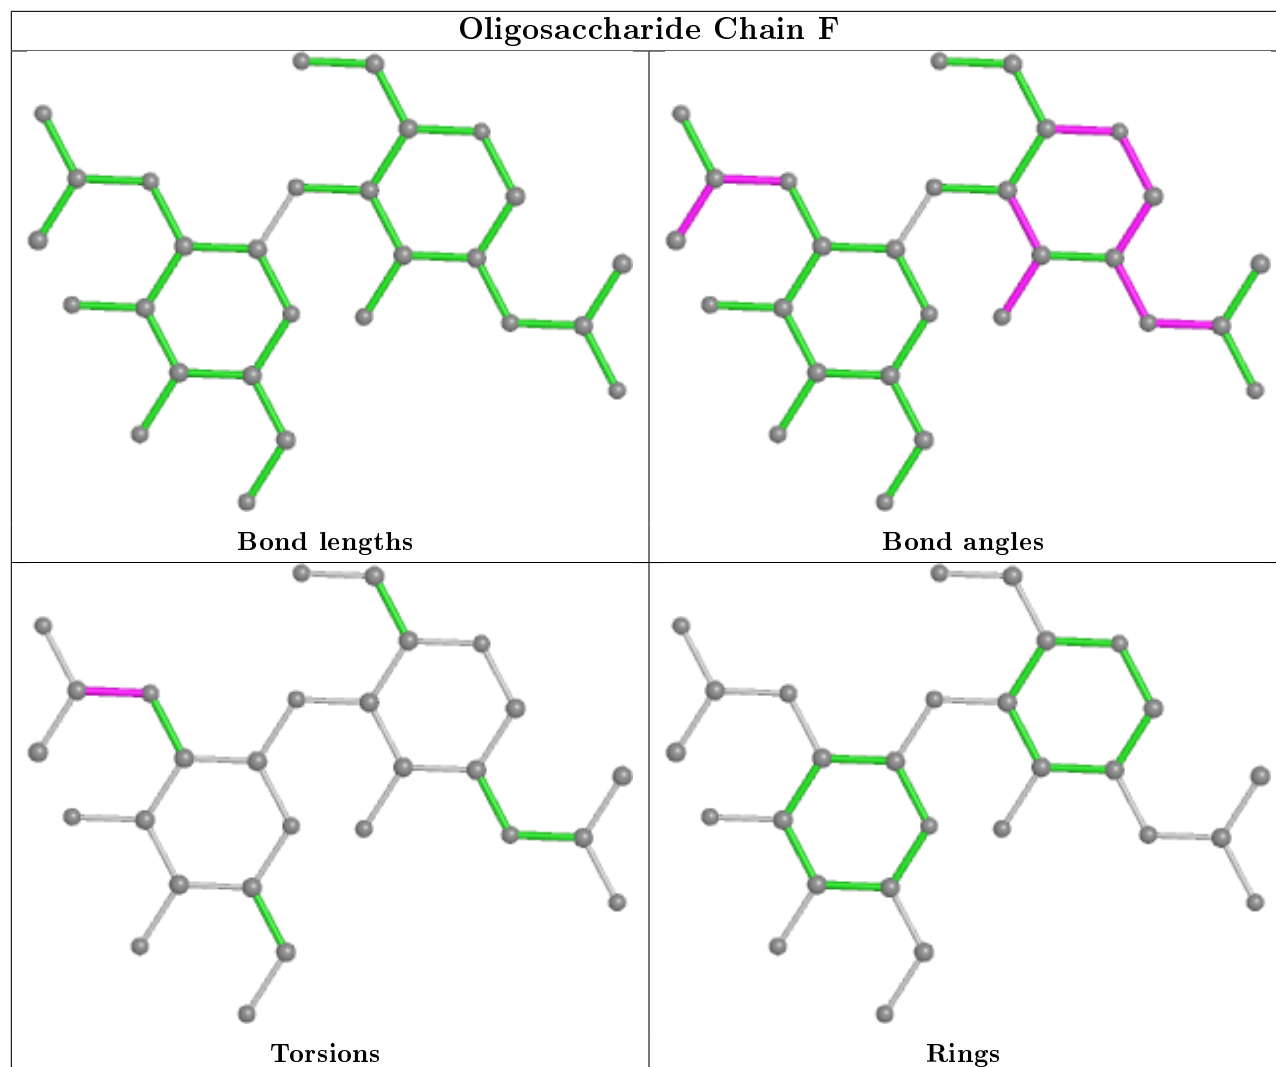 Oligosaccharide Chain F
Bond lengths
Bond angles
Torsions
Rings